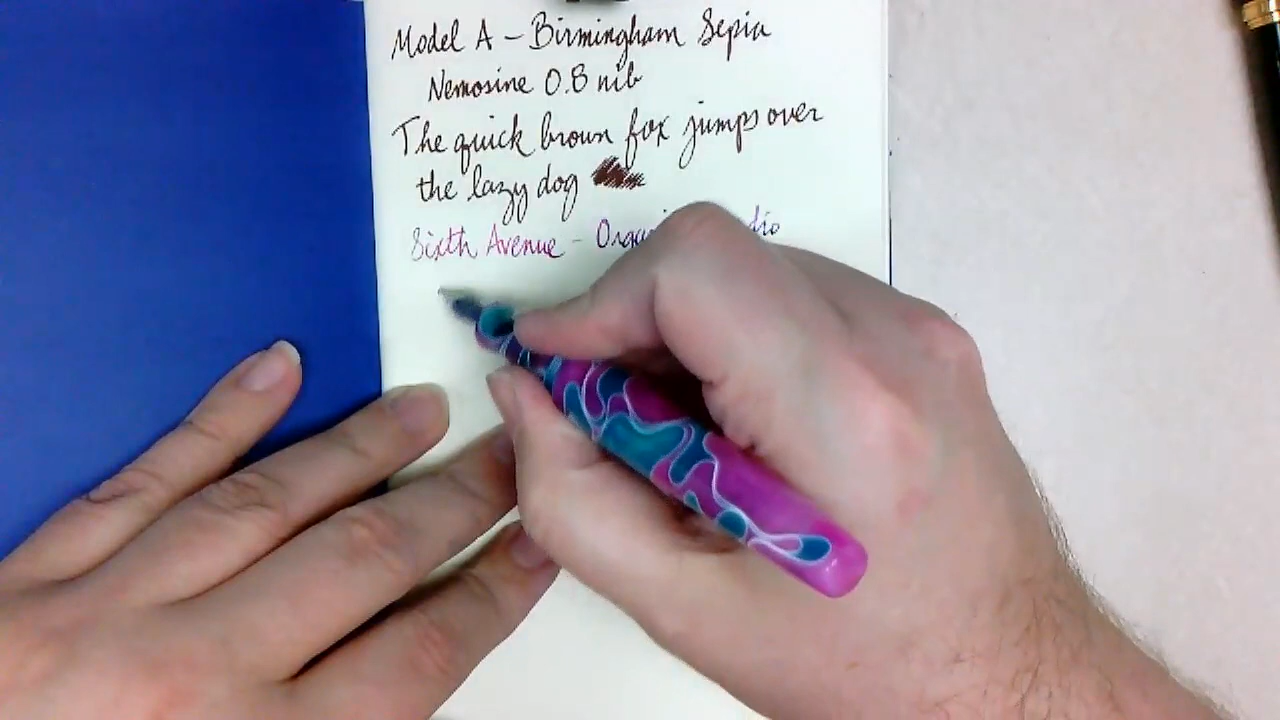 Model A - Birmingham Sepia
Nemosine 0.8 nib
The quick brown fox jumps over
the lazy dog
Sixth Avenue -